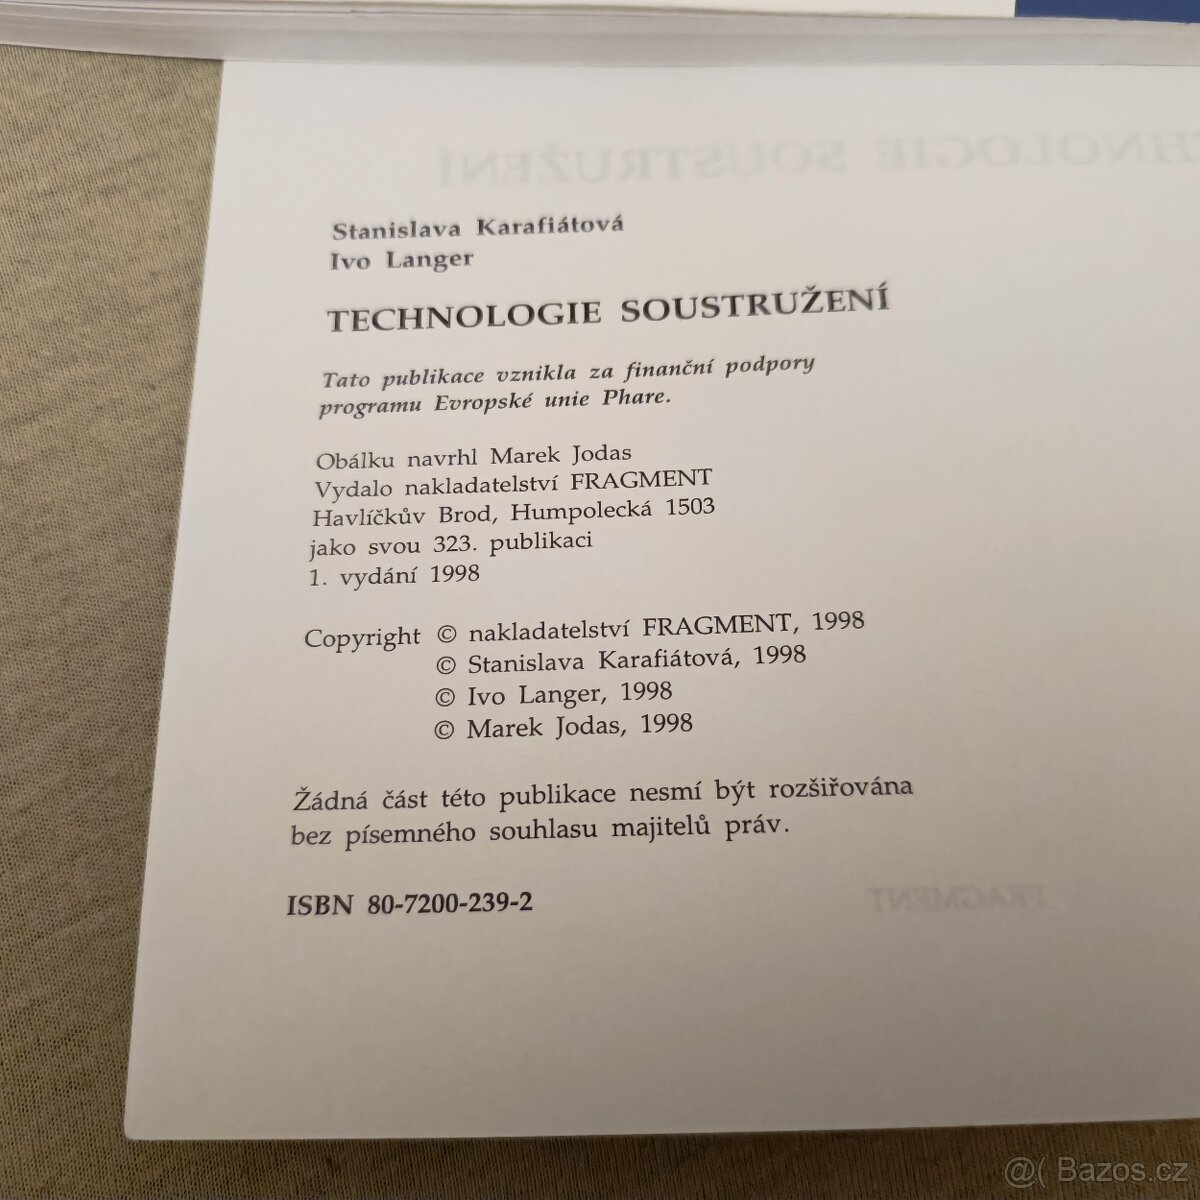 Stanislava Karafiátová
Ivo Langer
TECHNOLOGIE SOUSTRUŽENÍ
Tato publikace vznikla za finanční podpory
programu Evropské unie Phare.
Obálku navrhl Marek Jodas
Vydalo nakladatelství FRAGMENT
Havlíčkův Brod, Humpolecká 1503
jako svou 323. publikaci
1. vydání 1998
Copyright © nakladatelství FRAGMENT, 1998
© Stanislava Karafiátová, 1998
© Ivo Langer, 1998
© Marek Jodas, 1998
Žádná část této publikace nesmí být rozšiřována
bez písemného souhlasu majitelů práv.
ISBN 80-7200-239-2
FRAGMENT
@( Bazos.cz